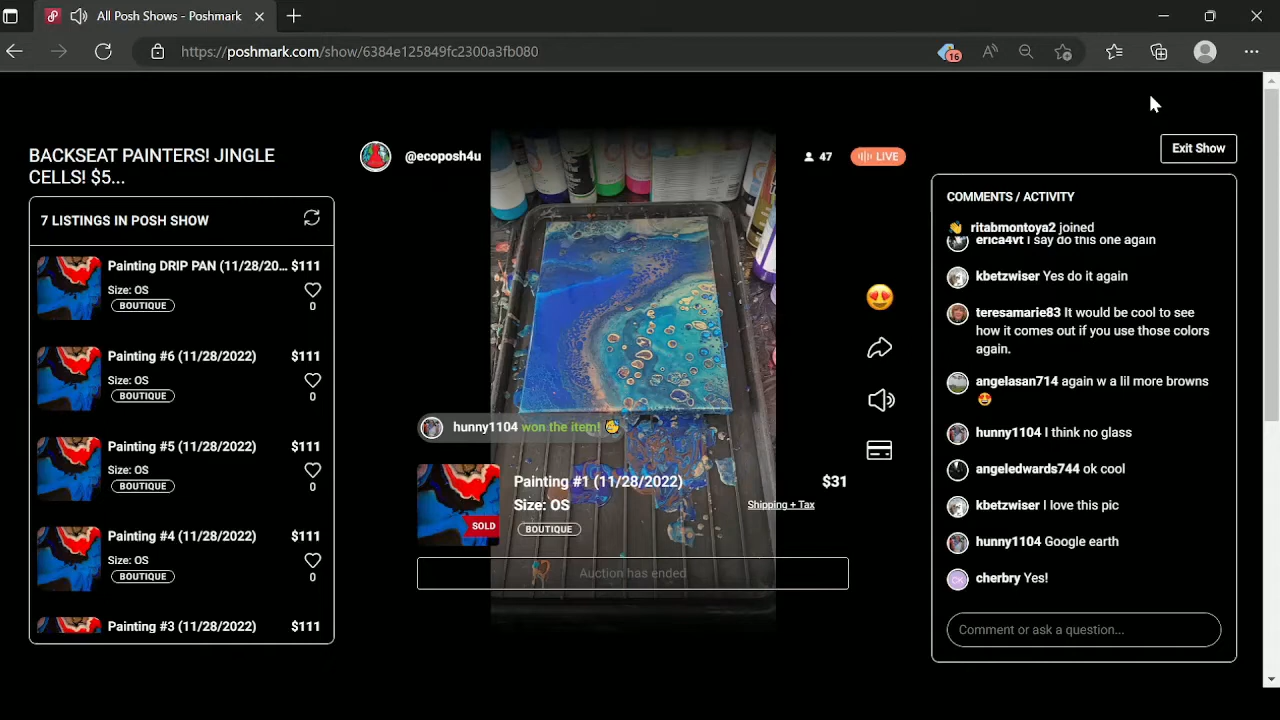 All Posh Shows - Poshmark
https://poshmark.com/show/6384e125849fc2300a3fb080
16
BACKSEAT PAINTERS! JINGLE
CELLS! $5...
7 LISTINGS IN POSH SHOW
Painting DRIP PAN (11/28/20... $111
Size: OS
BOUTIQUE
0
Painting #6 (11/28/2022) $111
Size: OS
BOUTIQUE
0
Painting #5 (11/28/2022) $111
Size: OS
BOUTIQUE
0
Painting #4 (11/28/2022) $111
Size: OS
BOUTIQUE
0
Painting #3 (11/28/2022) $111
@ecoposh4u
47
LIVE
hunny1104 won the item!
Painting #1 (11/28/2022) $31
Size: OS
Shipping + Tax
SOLD
BOUTIQUE
Auction has ended
Exit Show
COMMENTS / ACTIVITY
ritabmontoya2 joined
erica4vt I say do this one again
kbetzwiser Yes do it again
teresamarie83 It would be cool to see
how it comes out if you use those colors
again.
angelasan714 again w a lil more browns
😍
hunny1104 I think no glass
angeledwards744 ok cool
kbetzwiser I love this pic
hunny1104 Google earth
CK
cherbry Yes!
Comment or ask a question...